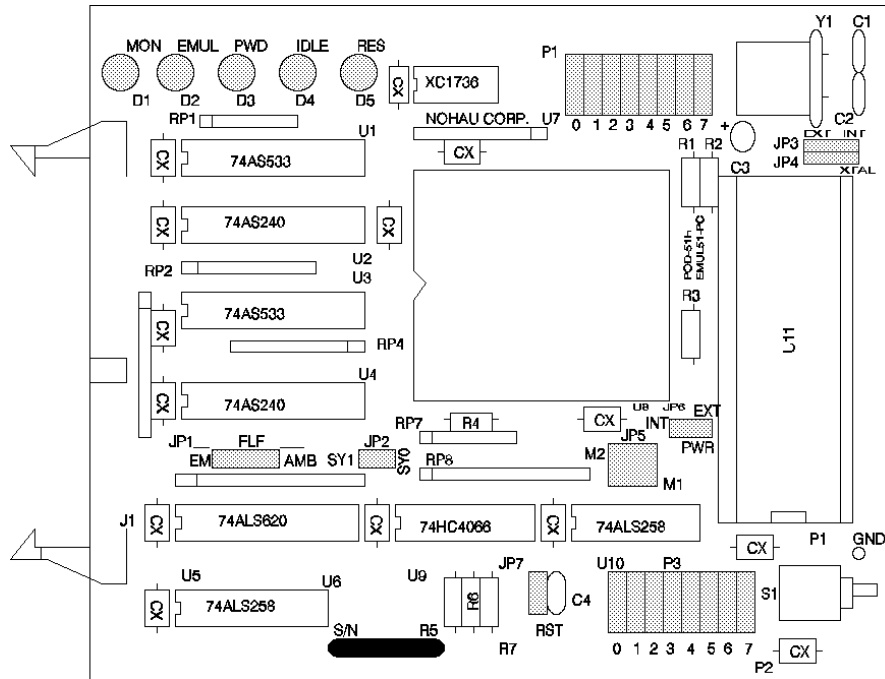 MON EMUL PWD IDLE RES P1 Y1 C1
CX XC1736
D1 D2 D3 D4 D5
RP1 NOHAU CORP. U7 0 1 2 3 4 5 6 7 + C2
EXT INT
U1 JP3
CX 74AS533 CX R1 R2 C3 JP4
XTAL
CX 74AS240 CX
POD-51H
EMUL51-PC
U2
RP2 U3
R3
CX 74AS533 U11
RP4
U4
CX 74AS240
U8 JP6
CX EXT
RP7 R4 INT
JP1 FLF JP2 JP5 PWR
EM AMB SY1 SY0 M2
RP8 M1
J1 CX 74ALS620 CX 74HC4066 CX 74ALS258
CX P1 GND
U5 U6 U9 JP7 U10 P3
CX 74ALS258 R6 C4 S1
S/N R5 RST
R7 0 1 2 3 4 5 6 7 P2 CX